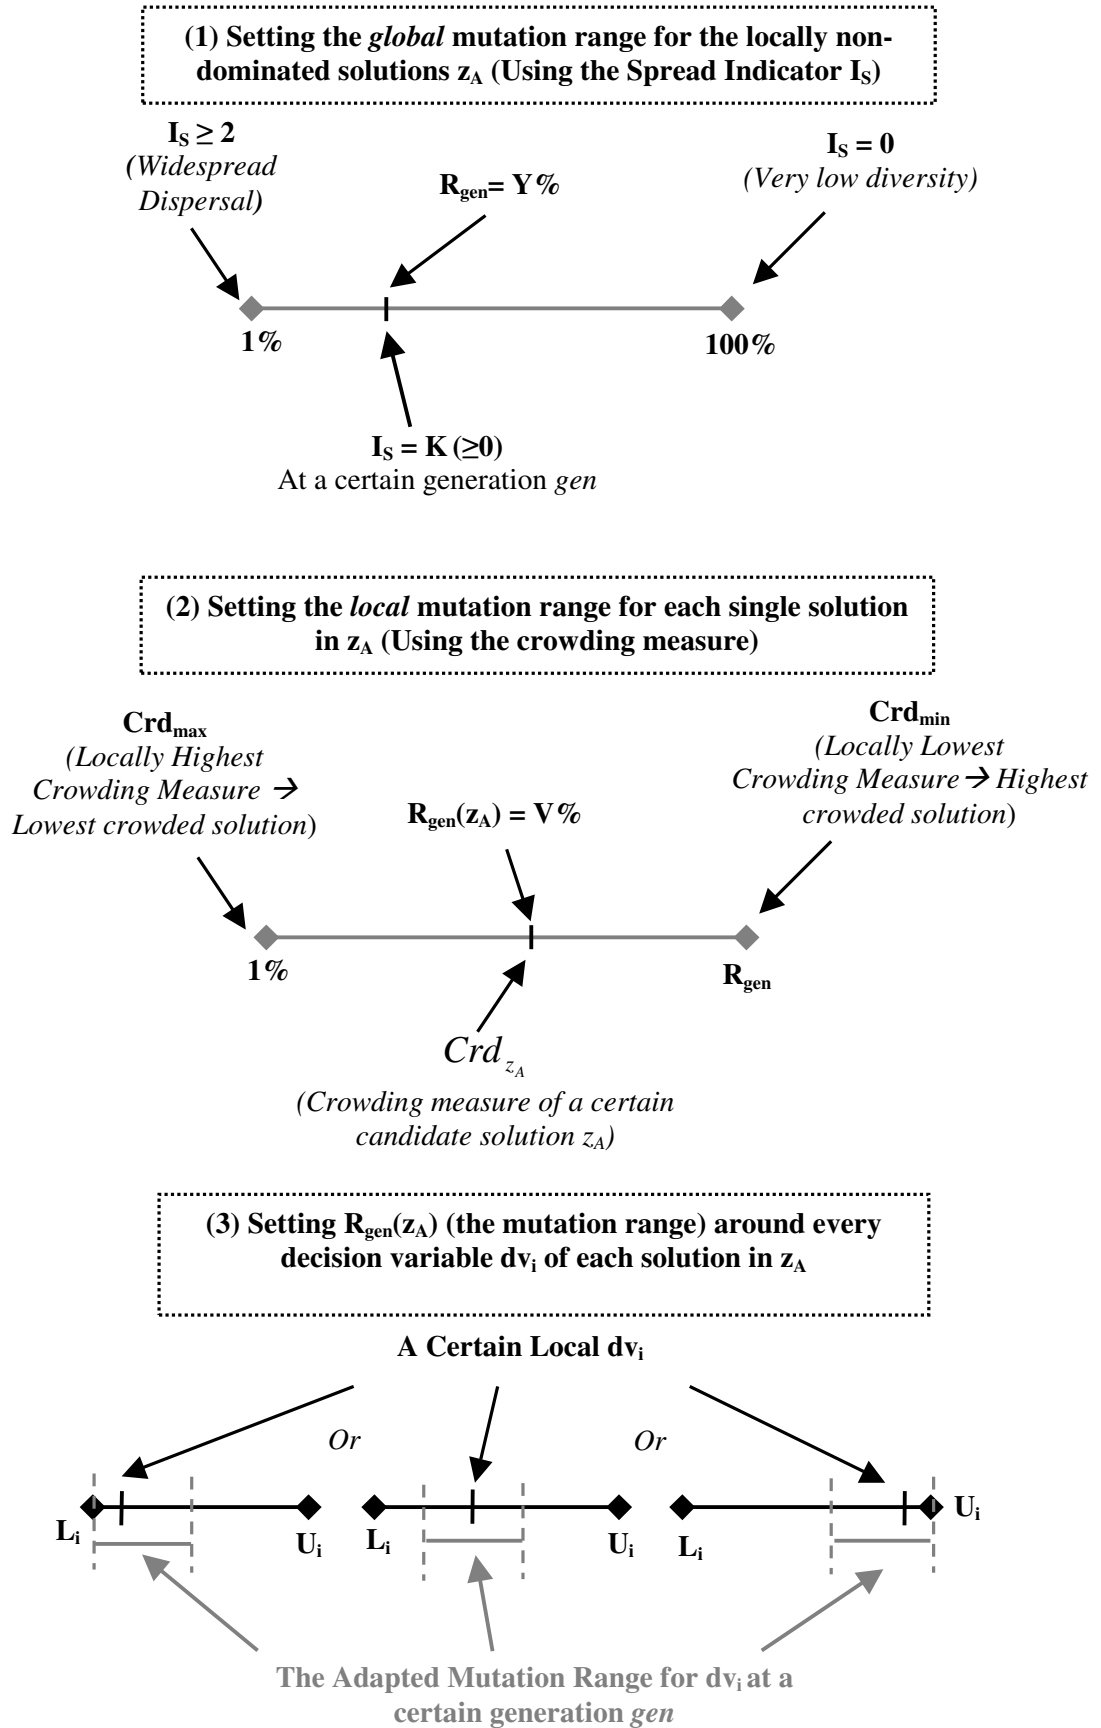 (1) Setting the global mutation range for the locally non-
dominated solutions zA (Using the Spread Indicator IS)
IS ≥ 2
(Widespread
Dispersal)
Rgen= Y%
IS = 0
(Very low diversity)
1%
100%
IS = K (≥0)
At a certain generation gen
(2) Setting the local mutation range for each single solution
in zA (Using the crowding measure)
Crdmax
(Locally Highest
Crowding Measure →
Lowest crowded solution)
Rgen(zA) = V%
Crdmin
(Locally Lowest
Crowding Measure → Highest
crowded solution)
1%
Rgen
Crd zA
(Crowding measure of a certain
candidate solution zA)
(3) Setting Rgen(zA) (the mutation range) around every
decision variable dvi of each solution in zA
A Certain Local dvi
Or
Or
Li
Ui
Li
Ui
Li
Ui
The Adapted Mutation Range for dvi at a
certain generation gen